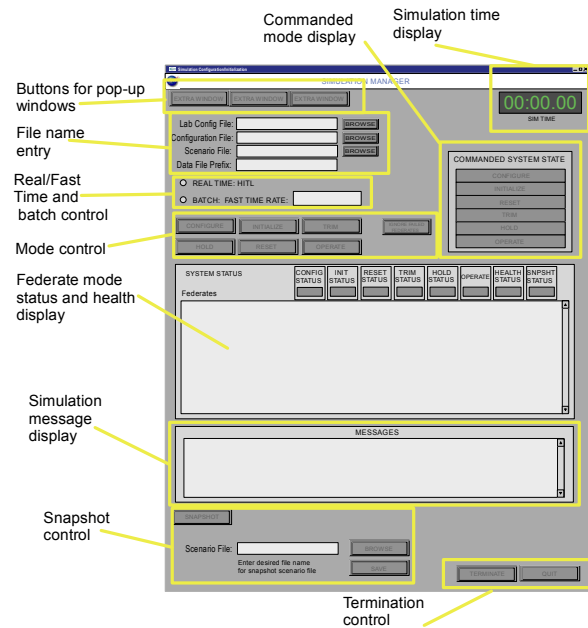 Commanded
mode display
Simulation time
display
Simulation Configuration/Initialization
SIMULATION MANAGER
Buttons for pop-up
windows
EXTRA WINDOW EXTRA WINDOW EXTRA WINDOW
00:00.00
SIM TIME
File name
entry
Lab Config File: BROWSE
Configuration File: BROWSE
Scenario File: BROWSE
Data File Prefix:
COMMANDED SYSTEM STATE
CONFIGURE
INITIALIZE
RESET
TRIM
HOLD
OPERATE
Real/Fast
Time and
batch control
REAL TIME: HITL
BATCH: FAST TIME RATE:
Mode control
CONFIGURE INITIALIZE TRIM
HOLD RESET OPERATE
Federate mode
status and health
display
SYSTEM STATUS
Federates
CONFIG STATUS
INIT STATUS
RESET STATUS
TRIM STATUS
HOLD STATUS
OPERATE
HEALTH STATUS
SNPSHT STATUS
Simulation
message
display
MESSAGES
Snapshot
control
SNAPSHOT
Scenario File: BROWSE
Enter desired file name
for snapshot scenario file
SAVE
TERMINATE QUIT
Termination
control